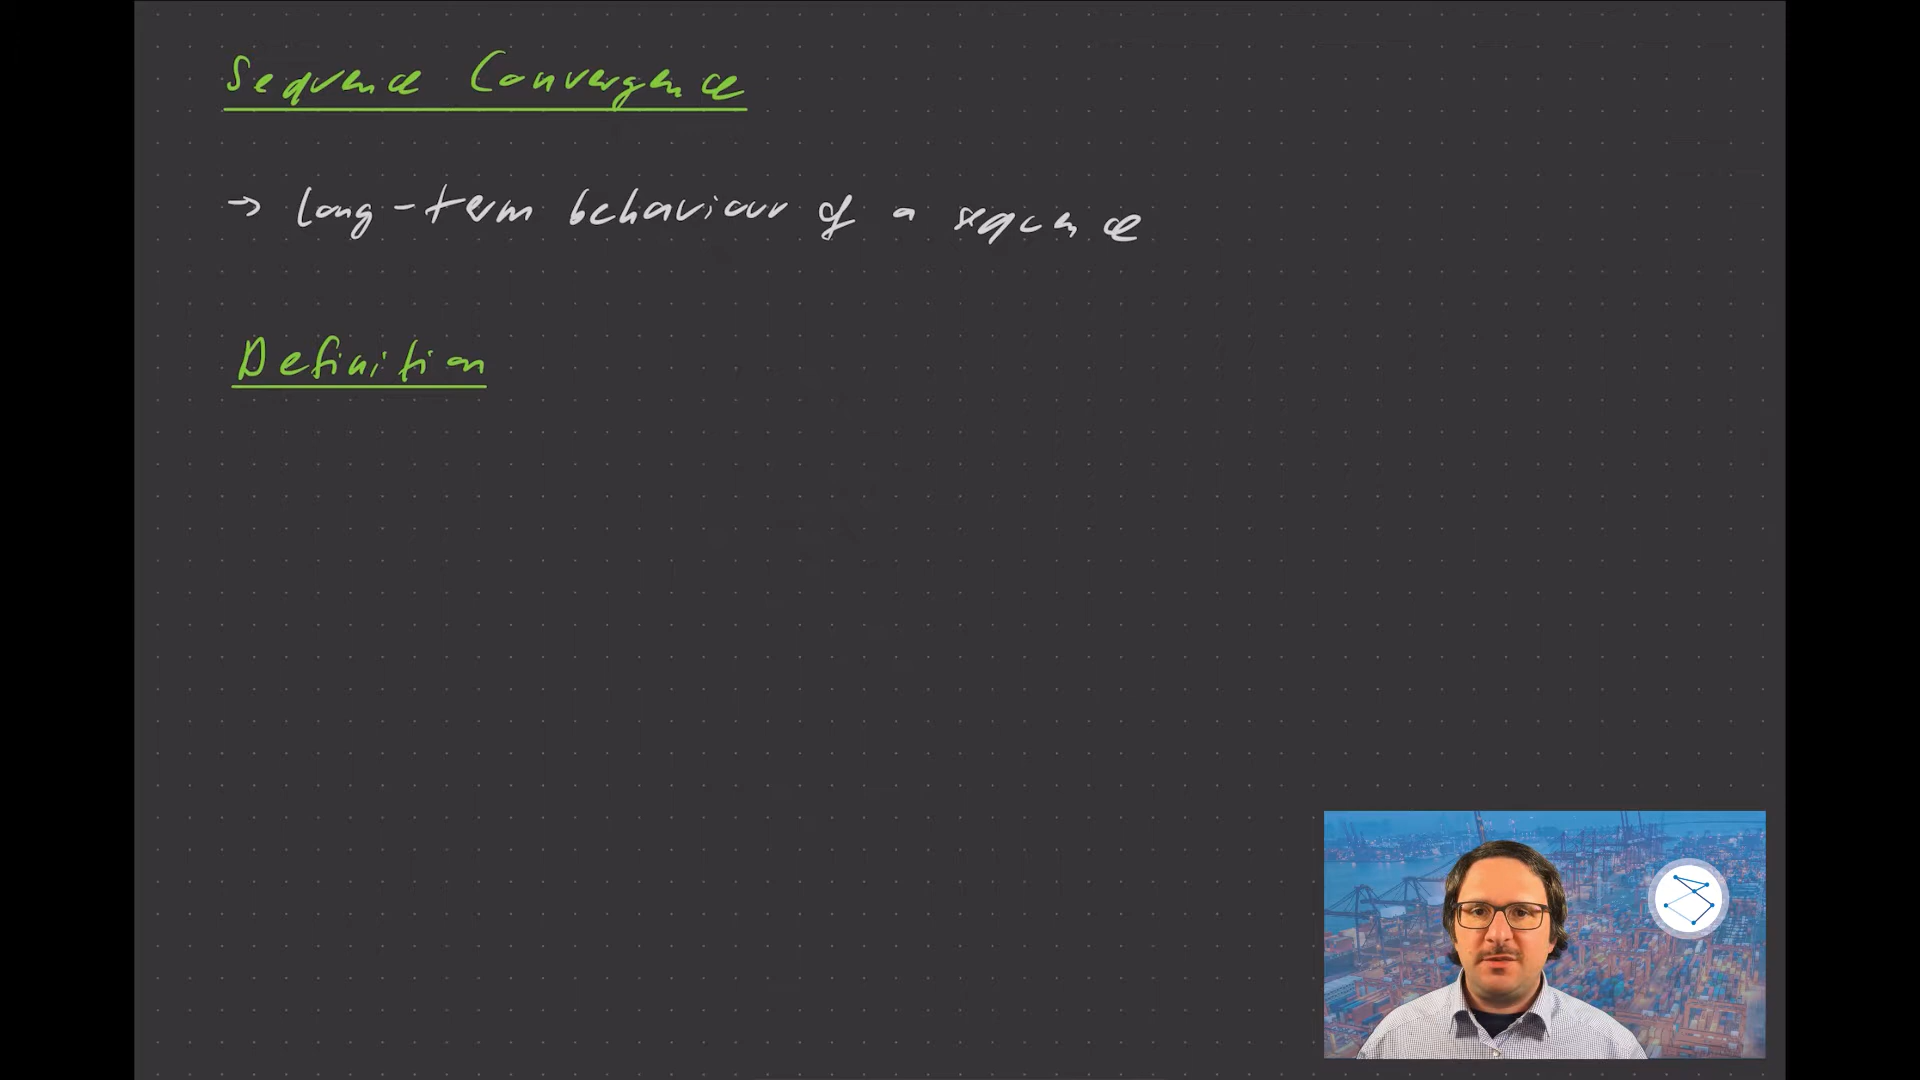 Sequence Convergence
→ long-term behaviour of a sequence
Definition